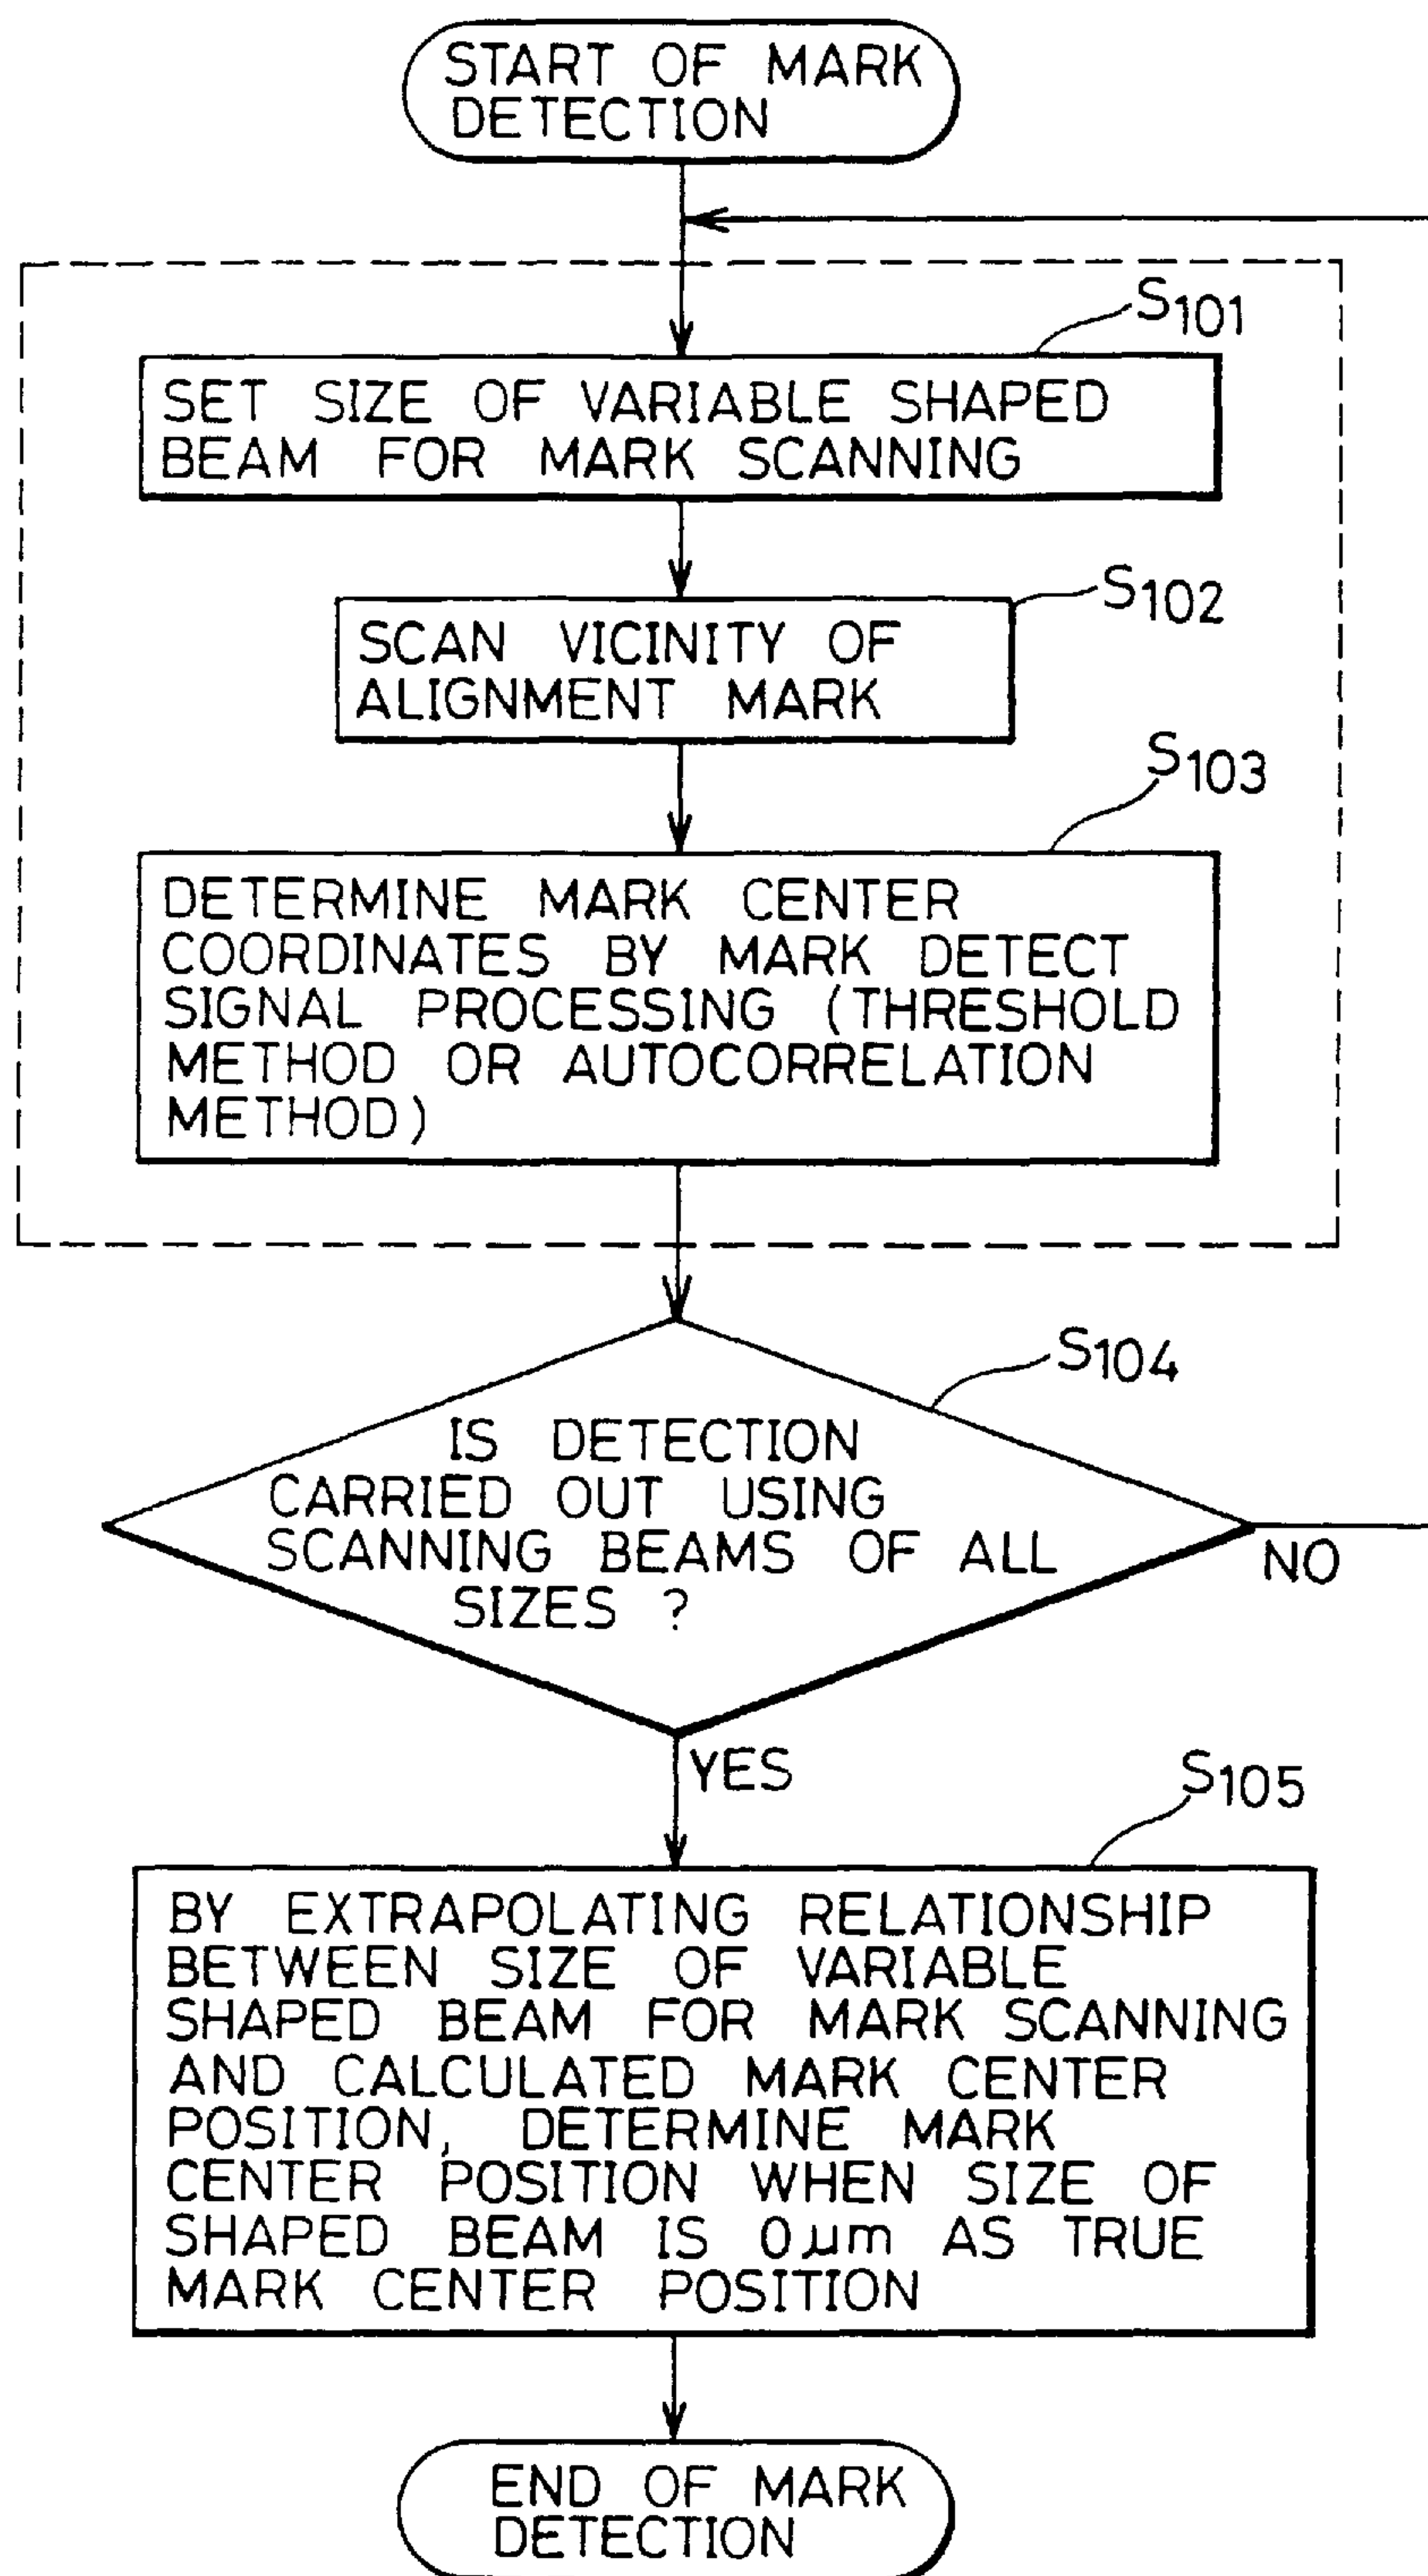 START OF MARK
DETECTION
S101
SET SIZE OF VARIABLE SHAPED
BEAM FOR MARK SCANNING
S102
SCAN VICINITY OF
ALIGNMENT MARK
S103
DETERMINE MARK CENTER
COORDINATES BY MARK DETECT
SIGNAL PROCESSING (THRESHOLD
METHOD OR AUTOCORRELATION
METHOD)
S104
IS DETECTION
CARRIED OUT USING
SCANNING BEAMS OF ALL
SIZES ?
NO
YES
S105
BY EXTRAPOLATING RELATIONSHIP
BETWEEN SIZE OF VARIABLE
SHAPED BEAM FOR MARK SCANNING
AND CALCULATED MARK CENTER
POSITION, DETERMINE MARK
CENTER POSITION WHEN SIZE OF
SHAPED BEAM IS 0μm AS TRUE
MARK CENTER POSITION
END OF MARK
DETECTION